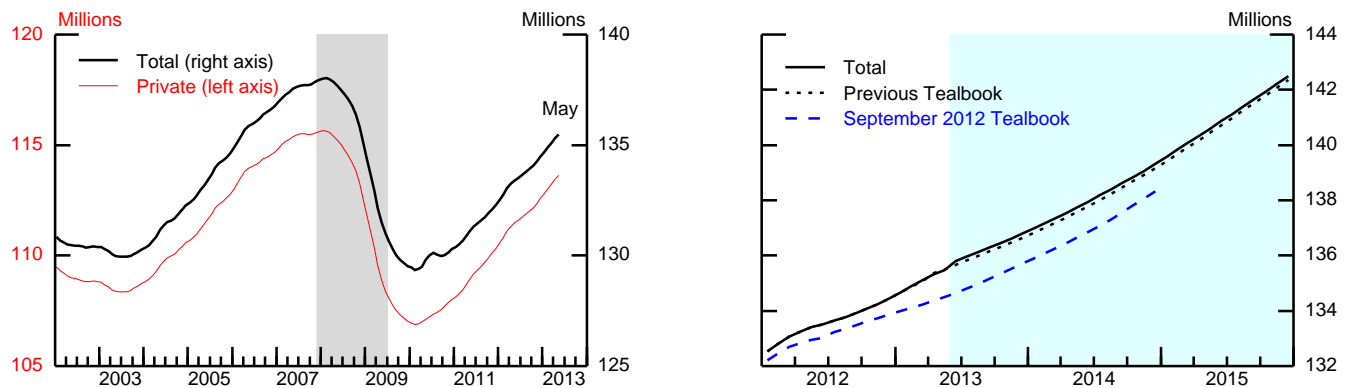 Millions
Millions
120
140
Total (right axis)
Private (left axis)
May
115
135
110
130
105
125
2003
2005
2007
2009
2011
2013
Millions
144
Total
Previous Tealbook
September 2012 Tealbook
142
140
138
136
134
132
2012
2013
2014
2015